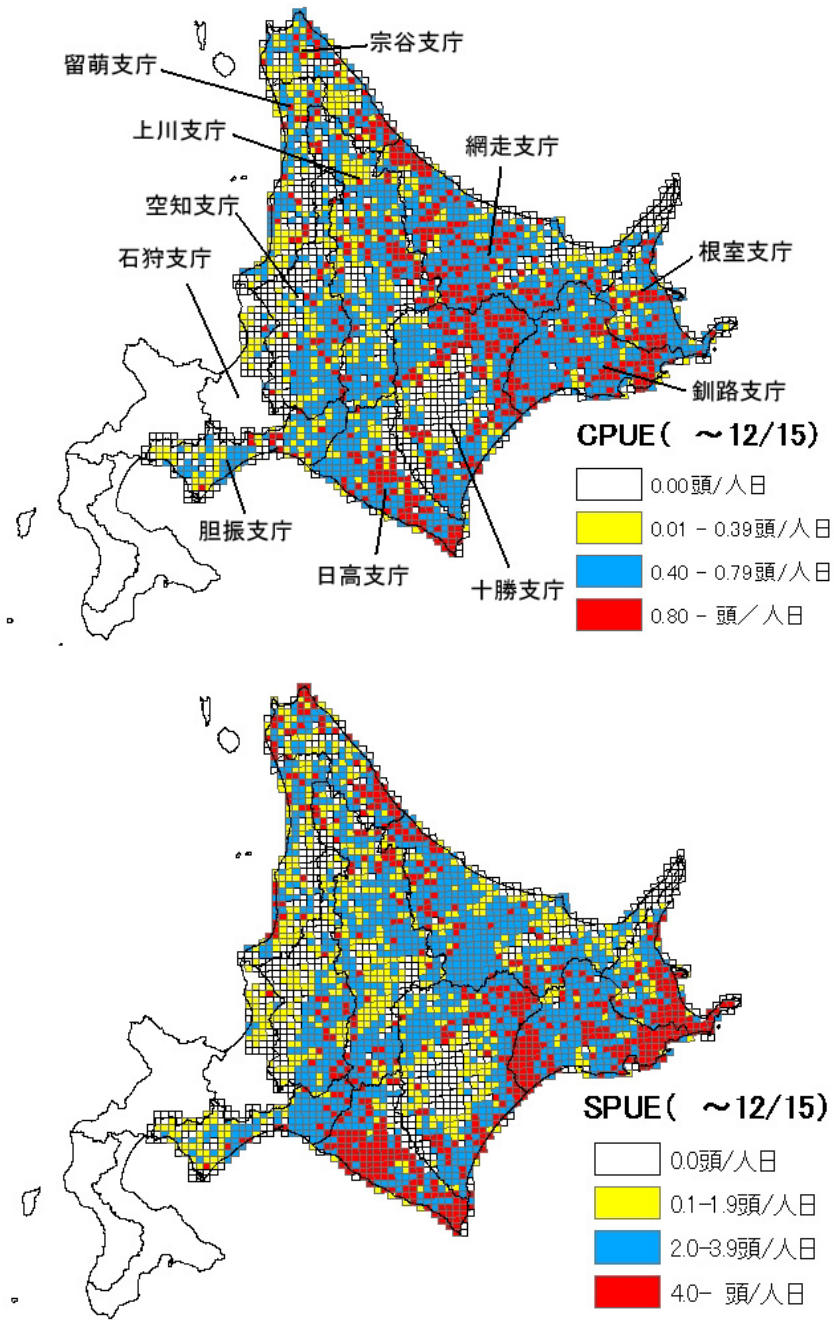 宗谷支庁
留萌支庁
上川支庁
網走支庁
空知支庁
石狩支庁
根室支庁
釧路支庁
胆振支庁
日高支庁
十勝支庁
CPUE( ～12/15)
0.00頭/人日
0.01 - 0.39頭/人日
0.40 - 0.79頭/人日
0.80 - 頭／人日
SPUE( ～12/15)
0.0頭/人日
0.1-1.9頭/人日
2.0-3.9頭/人日
4.0- 頭/人日